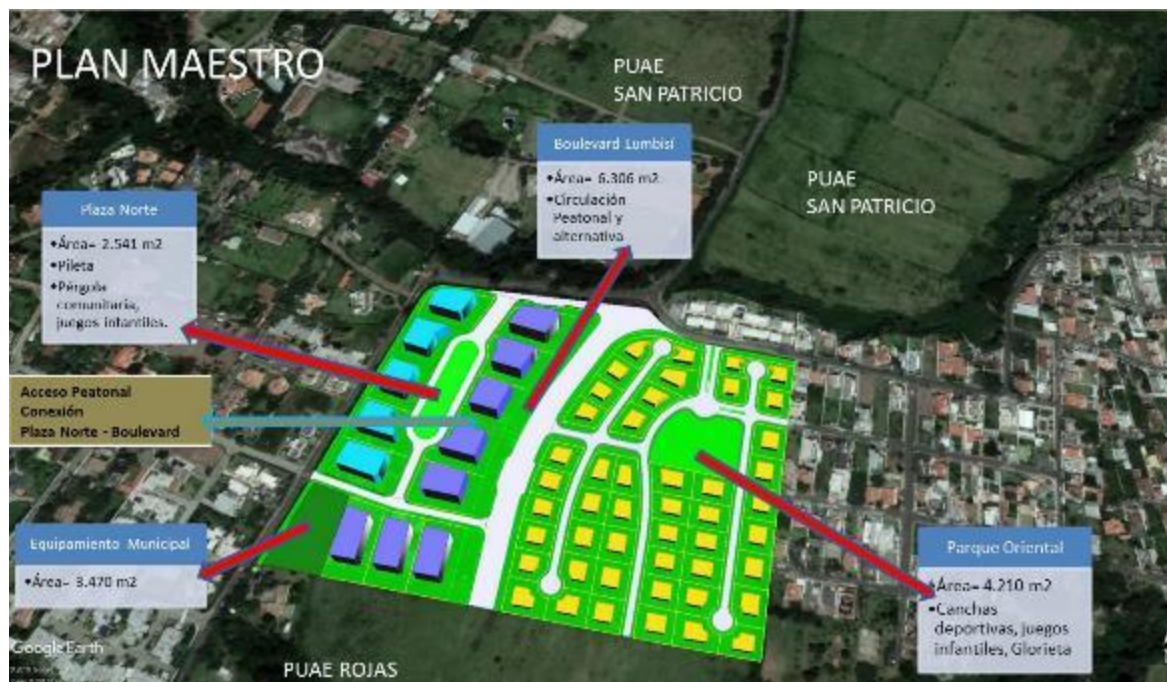 PLAN MAESTRO
PUAE
SAN PATRICIO
Boulevard Lumbisí
•Área= 6.306 m2
•Circulación
Peatonal y
alternativa
PUAE
SAN PATRICIO
Plaza Norte
•Área= 2.541 m2
•Pileta
•Pérgola
comunitaria,
juegos infantiles.
Acceso Peatonal
Conexión
Plaza Norte - Boulevard
Equipamiento Municipal
•Área= 3.470 m2
Parque Oriental
•Área= 4.210 m2
•Canchas
deportivas, juegos
infantiles, Glorieta
Google Earth
PUAE ROJAS